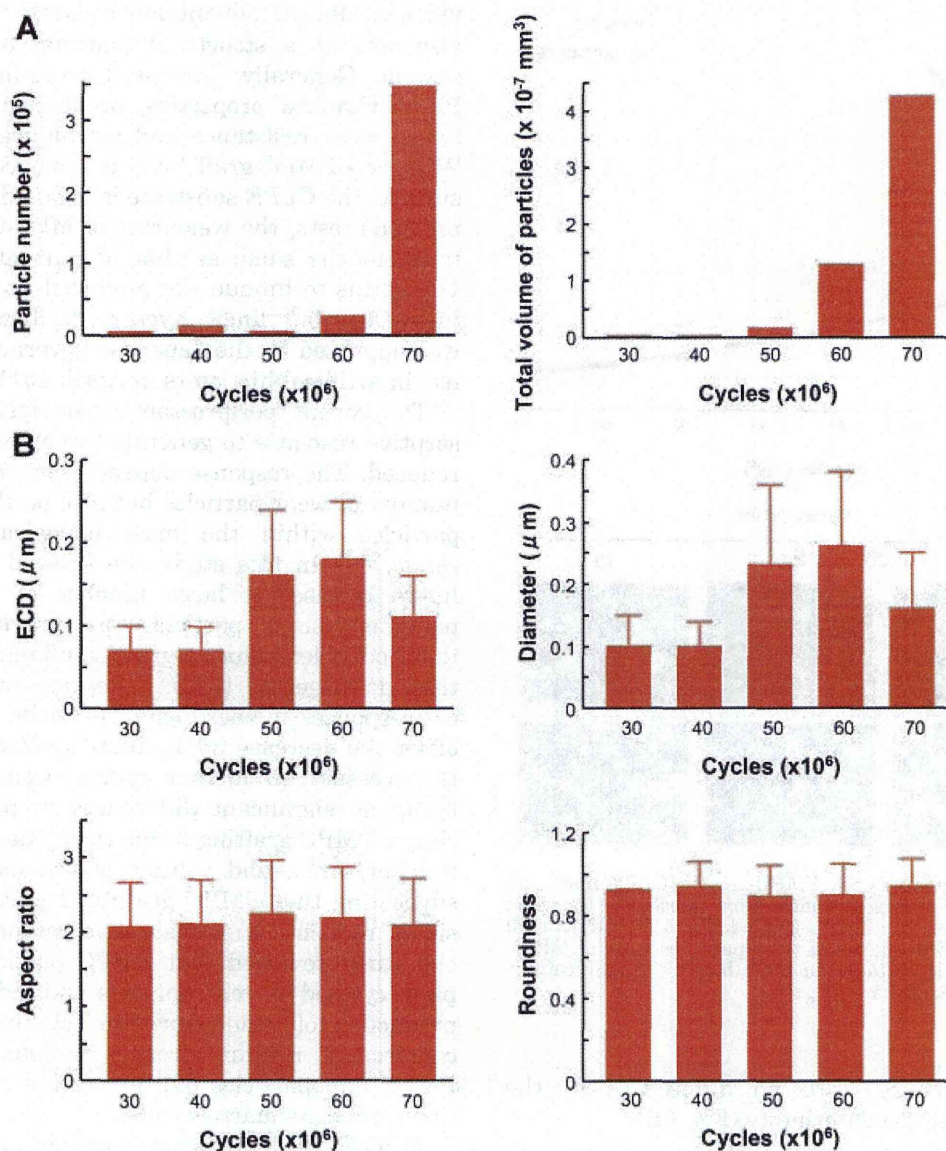 A
Particle number (x 10⁵)
3
2
1
0
30 40 50 60 70
Cycles (x10⁶)
Total volume of particles (x 10⁻⁷ mm³)
4
3
2
1
0
30 40 50 60 70
Cycles (x10⁶)
B
ECD (μm)
0.3
0.2
0.1
0
30 40 50 60 70
Cycles (x10⁶)
Diameter (μm)
0.4
0.3
0.2
0.1
0
30 40 50 60 70
Cycles (x10⁶)
Aspect ratio
3
2
1
0
30 40 50 60 70
Cycles (x10⁶)
Roundness
1.2
0.8
0.4
0
30 40 50 60 70
Cycles (x10⁶)